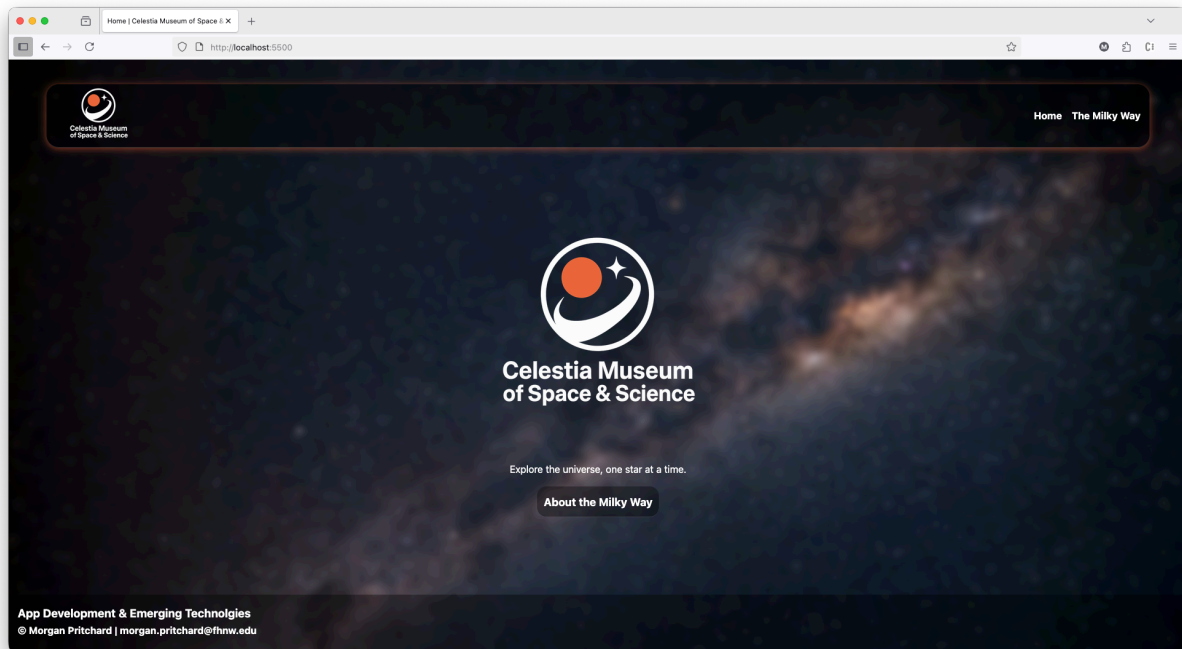 Home | Celestia Museum of Space &
http://localhost:5500
Celestia Museum
of Space & Science
Home The Milky Way
Celestia Museum
of Space & Science
Explore the universe, one star at a time.
About the Milky Way
App Development & Emerging Technolgies
© Morgan Pritchard | morgan.pritchard@fhnw.edu